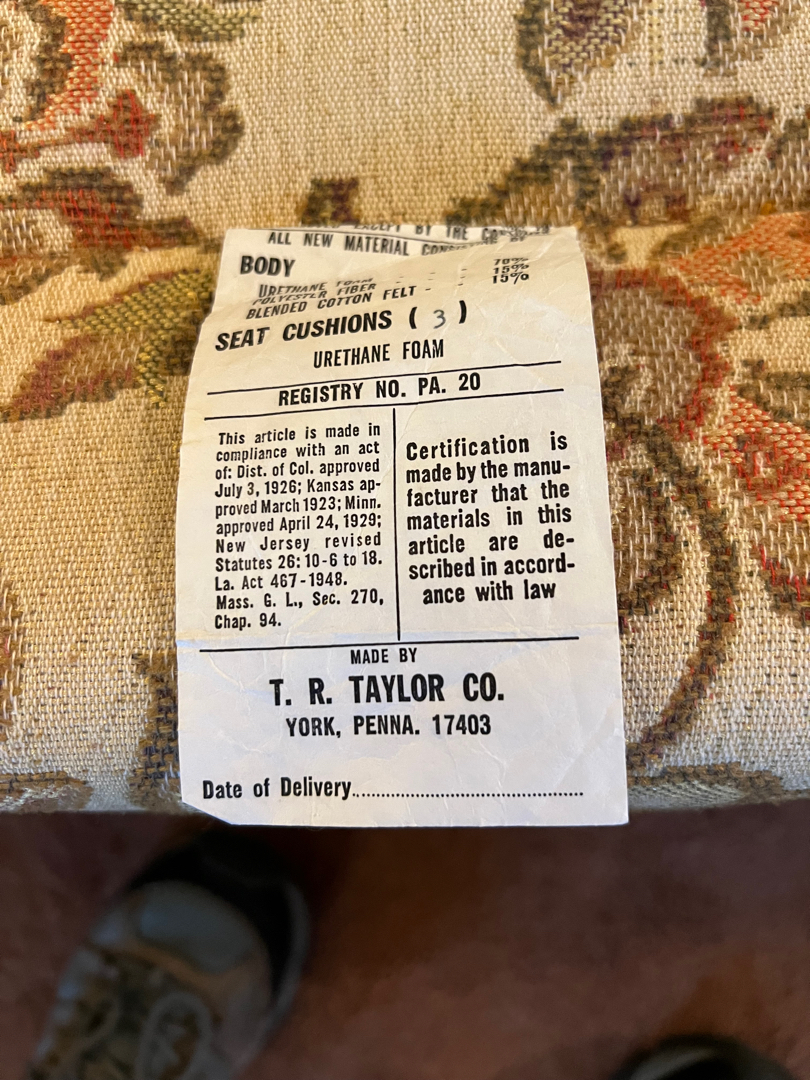 EXCEPT BY THE
ALL NEW MATERIAL
BODY
URETHANE FOAM - - - 70%
POLYESTER FIBER - - 15%
BLENDED COTTON FELT - 15%
SEAT CUSHIONS ( 3 )
URETHANE FOAM
REGISTRY NO. PA. 20
This article is made in
compliance with an act
of: Dist. of Col. approved
July 3, 1926; Kansas ap-
proved March 1923; Minn.
approved April 24, 1929;
New Jersey revised
Statutes 26: 10-6 to 18.
La. Act 467-1948.
Mass. G. L., Sec. 270,
Chap. 94.
Certification is
made by the manu-
facturer that the
materials in this
article are de-
scribed in accord-
ance with law
MADE BY
T. R. TAYLOR CO.
YORK, PENNA. 17403
Date of Delivery